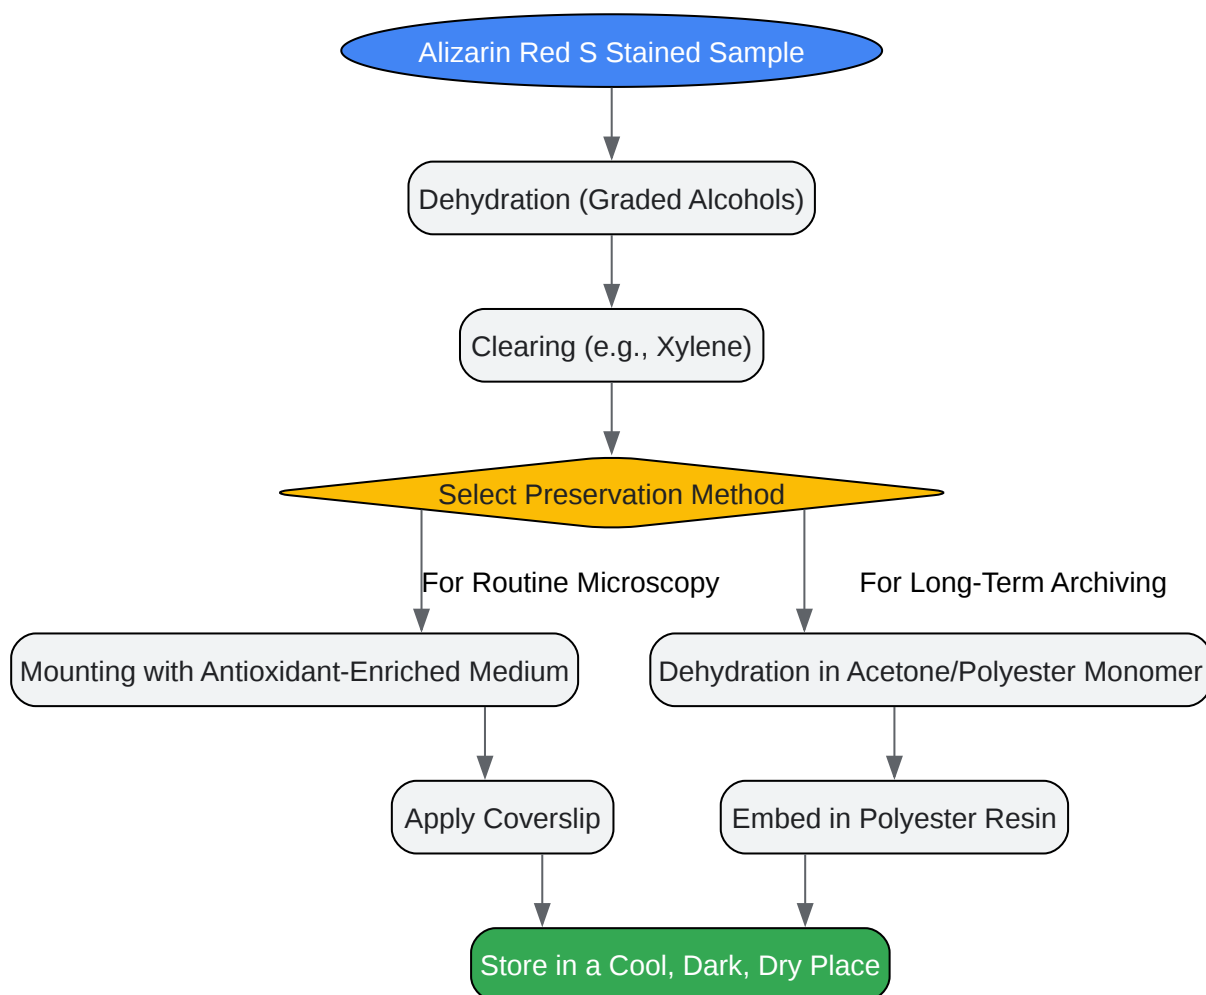 Alizarin Red S Stained Sample
Dehydration (Graded Alcohols)
Clearing (e.g., Xylene)
Select Preservation Method
For Routine Microscopy
For Long-Term Archiving
Mounting with Antioxidant-Enriched Medium
Dehydration in Acetone/Polyester Monomer
Apply Coverslip
Embed in Polyester Resin
Store in a Cool, Dark, Dry Place